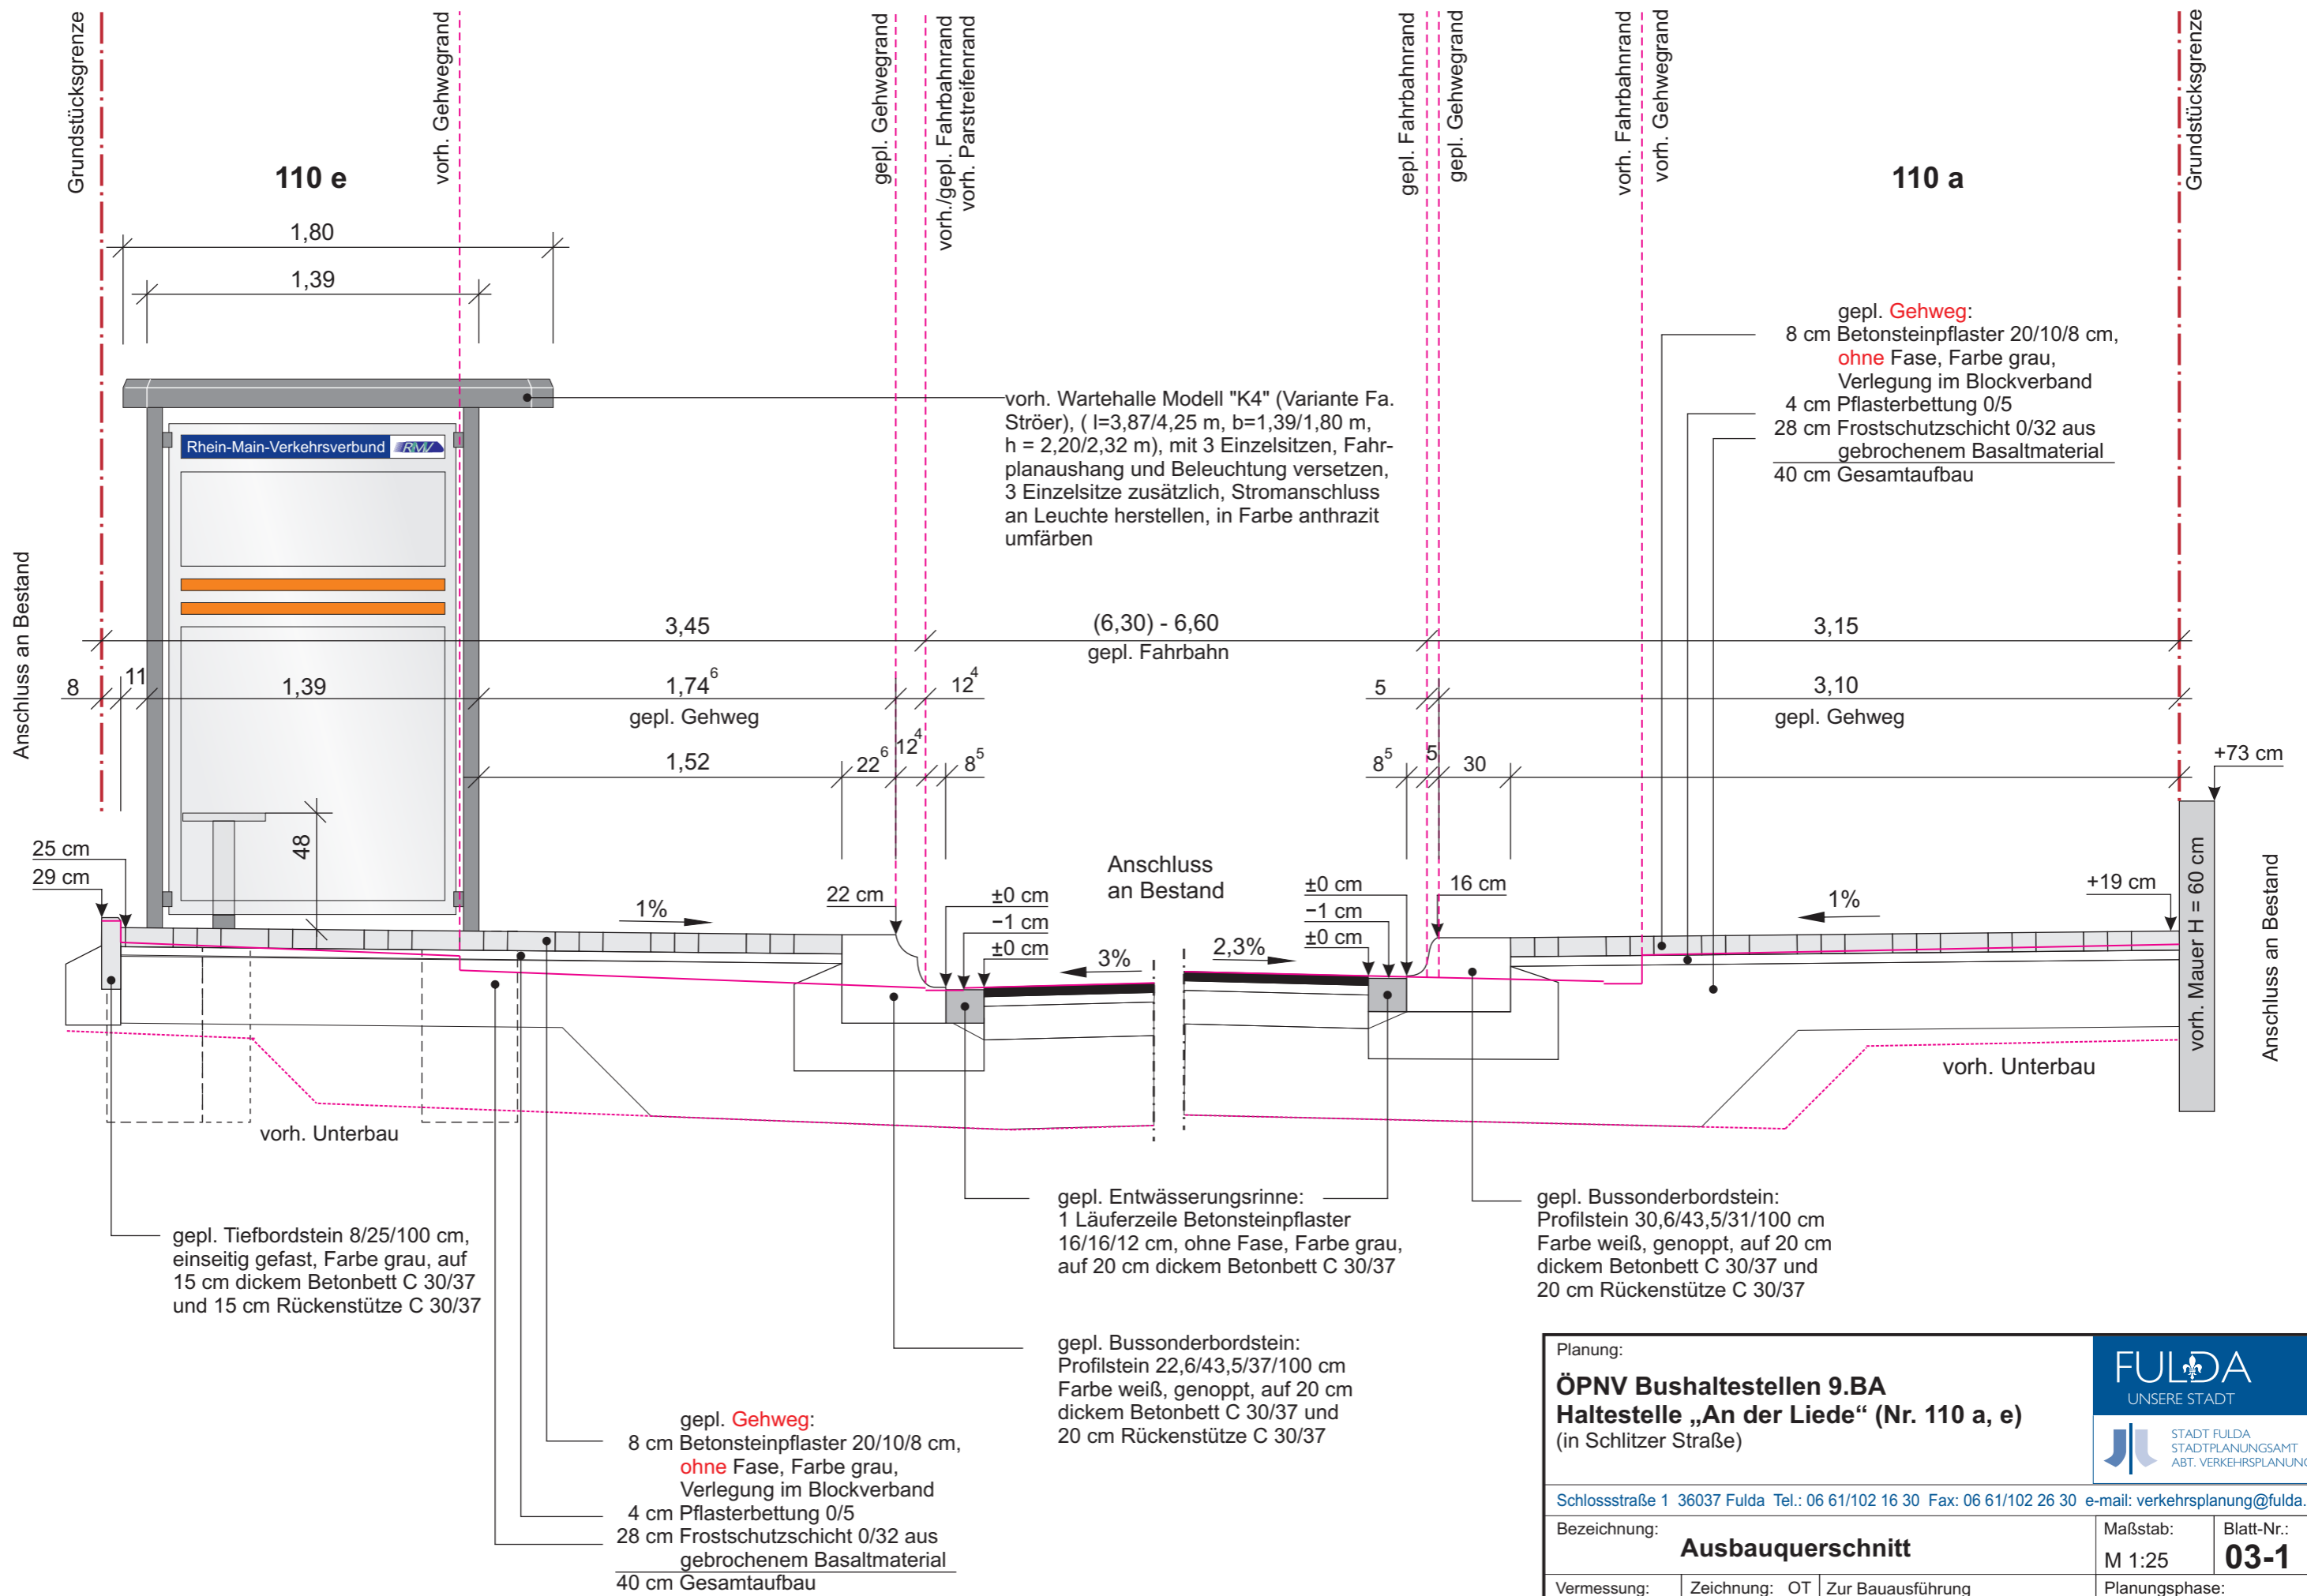 Grundstücksgrenze
vorh. Gehwegrand
gepl. Gehwegrand
vorh./gepl. Fahrbahnrand
vorh. Parstreifenrand
gepl. Fahrbahnrand
gepl. Gehwegrand
vorh. Fahrbahnrand
vorh. Gehwegrand
Grundstücksgrenze
110 e
110 a
1,80
1,39
gepl. Gehweg:
8 cm Betonsteinpflaster 20/10/8 cm,
ohne Fase, Farbe grau,
Verlegung im Blockverband
4 cm Pflasterbettung 0/5
28 cm Frostschutzschicht 0/32 aus
gebrochenem Basaltmaterial
40 cm Gesamtaufbau
vorh. Wartehalle Modell "K4" (Variante Fa.
Ströer), ( l=3,87/4,25 m, b=1,39/1,80 m,
h = 2,20/2,32 m), mit 3 Einzelsitzen, Fahr-
planaushang und Beleuchtung versetzen,
3 Einzelsitze zusätzlich, Stromanschluss
an Leuchte herstellen, in Farbe anthrazit
umfärben
Rhein-Main-Verkehrsverbund RMV
Anschluss an Bestand
3,45
(6,30) - 6,60
gepl. Fahrbahn
3,15
8
11
1,39
1,74⁶
gepl. Gehweg
12⁴
5
3,10
gepl. Gehweg
1,52
22⁶
12⁴
8⁵
8⁵
5
30
+73 cm
48
25 cm
29 cm
1%
22 cm
±0 cm
−1 cm
±0 cm
3%
Anschluss
an Bestand
2,3%
±0 cm
−1 cm
±0 cm
16 cm
1%
+19 cm
vorh. Mauer H = 60 cm
Anschluss an Bestand
vorh. Unterbau
vorh. Unterbau
gepl. Tiefbordstein 8/25/100 cm,
einseitig gefast, Farbe grau, auf
15 cm dickem Betonbett C 30/37
und 15 cm Rückenstütze C 30/37
gepl. Entwässerungsrinne:
1 Läuferzeile Betonsteinpflaster
16/16/12 cm, ohne Fase, Farbe grau,
auf 20 cm dickem Betonbett C 30/37
gepl. Bussonderbordstein:
Profilstein 30,6/43,5/31/100 cm
Farbe weiß, genoppt, auf 20 cm
dickem Betonbett C 30/37 und
20 cm Rückenstütze C 30/37
gepl. Bussonderbordstein:
Profilstein 22,6/43,5/37/100 cm
Farbe weiß, genoppt, auf 20 cm
dickem Betonbett C 30/37 und
20 cm Rückenstütze C 30/37
gepl. Gehweg:
8 cm Betonsteinpflaster 20/10/8 cm,
ohne Fase, Farbe grau,
Verlegung im Blockverband
4 cm Pflasterbettung 0/5
28 cm Frostschutzschicht 0/32 aus
gebrochenem Basaltmaterial
40 cm Gesamtaufbau
Planung:
ÖPNV Bushaltestellen 9.BA
Haltestelle „An der Liede“ (Nr. 110 a, e)
(in Schlitzer Straße)
FULDA
UNSERE STADT
STADT FULDA
STADTPLANUNGSAMT
ABT. VERKEHRSPLANUNG
Schlossstraße 1 36037 Fulda Tel.: 06 61/102 16 30 Fax: 06 61/102 26 30 e-mail: verkehrsplanung@fulda.
Bezeichnung:
Ausbauquerschnitt
Maßstab:
M 1:25
Blatt-Nr.:
03-1
Vermessung:
Zeichnung: OT
Zur Bauausführung
Planungsphase: